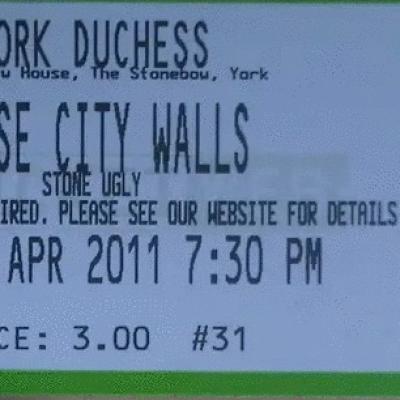 ORK DUCHESS
w House, The Stonebow, York
SE CITY WALLS
STONE UGLY
IRED. PLEASE SEE OUR WEBSITE FOR DETAILS
APR 2011 7:30 PM
CE: 3.00 #31